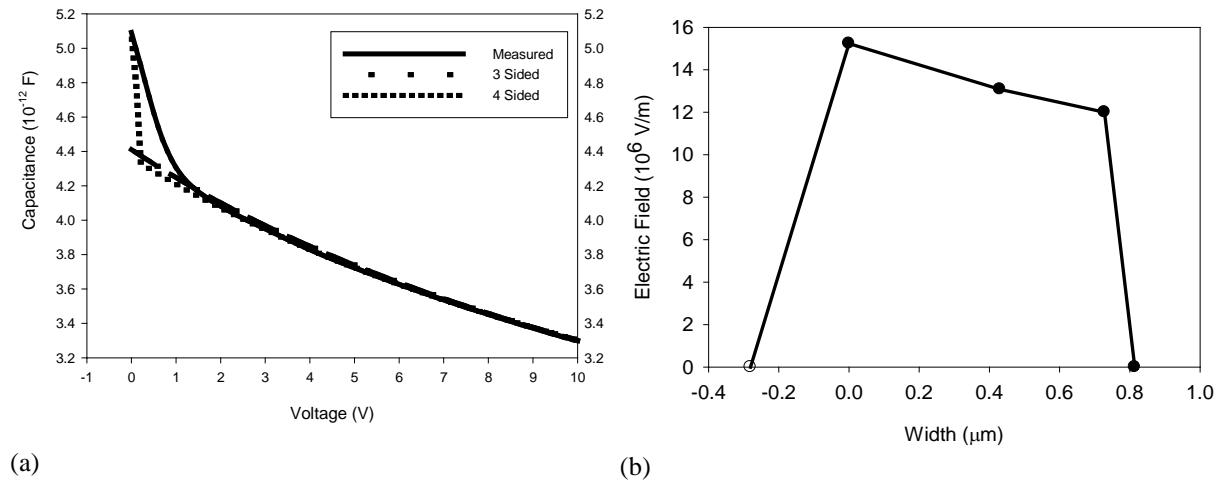 5.2
5.0
4.8
4.6
4.4
4.2
4.0
3.8
3.6
3.4
3.2
Capacitance (10-12 F)
Measured
3 Sided
4 Sided
5.2
5.0
4.8
4.6
4.4
4.2
4.0
3.8
3.6
3.4
3.2
-1 0 1 2 3 4 5 6 7 8 9 10
Voltage (V)
(a)
16
14
12
10
8
6
4
2
0
Electric Field (106 V/m)
-0.4 -0.2 0.0 0.2 0.4 0.6 0.8 1.0
Width (μm)
(b)